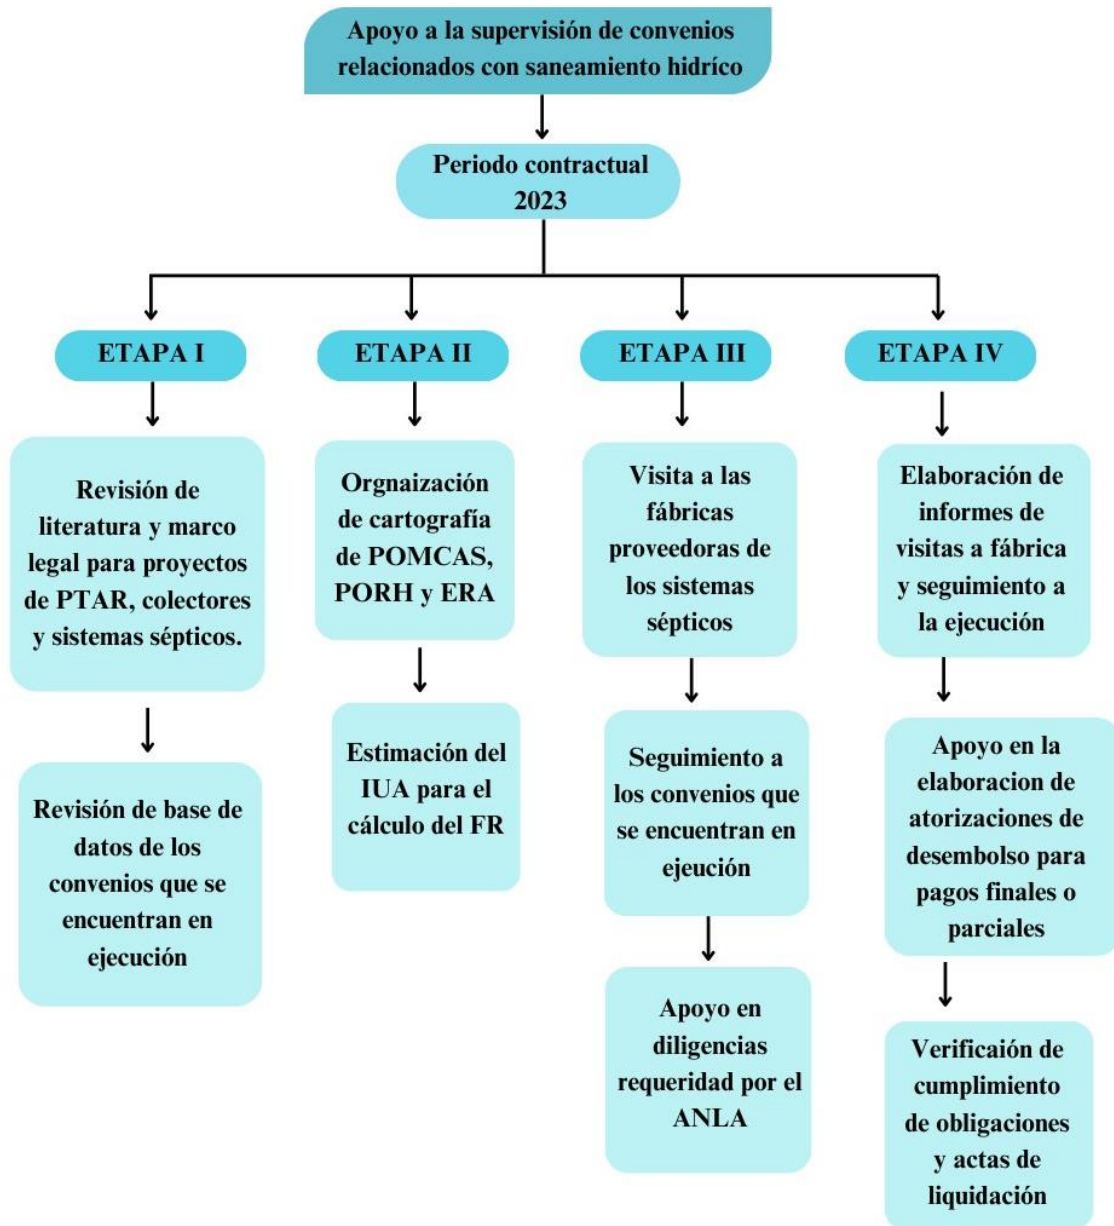 Apoyo a la supervisión de convenios
relacionados con saneamiento hidríco
Periodo contractual
2023
ETAPA I
Revisión de
literatura y marco
legal para proyectos
de PTAR, colectores
y sistemas sépticos.
Revisión de base de
datos de los
convenios que se
encuentran en
ejecución
ETAPA II
Orgnaización
de cartografía
de POMCAS,
PORH y ERA
Estimación del
IUA para el
cálculo del FR
ETAPA III
Visita a las
fábricas
proveedoras de
los sistemas
sépticos
Seguimiento a
los convenios que
se encuentran en
ejeución
Apoyo en
diligencias
requeridad por el
ANLA
ETAPA IV
Elaboración de
informes de
visitas a fábrica
y seguimiento a
la ejecución
Apoyo en la
elaboracion de
atorizaciones de
desembolso para
pagos finales o
parciales
Verificaión de
cumplimiento
de obligaciones
y actas de
liquidación